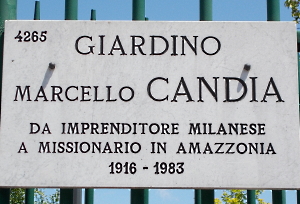 4265
GIARDINO
MARCELLO CANDIA
DA IMPRENDITORE MILANESE
A MISSIONARIO IN AMAZZONIA
1916 - 1983